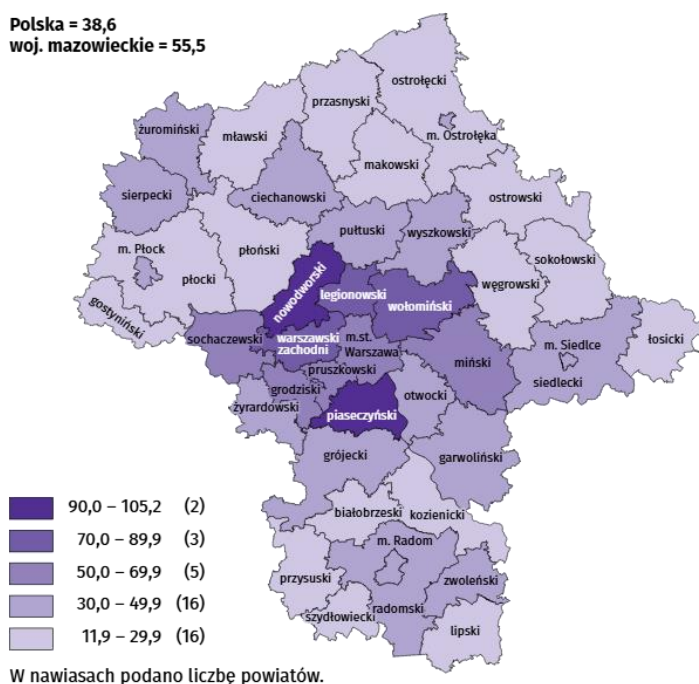 Polska = 38,6
woj. mazowieckie = 55,5
ostrołęcki
przasnyski
m. Ostrołęka
żuromiński
mławski
makowski
sierpecki
ciechanowski
ostrowski
pułtuski
wyszkowski
m. Płock
płoński
sokołowski
płocki
nowodworski
węgrowski
legionowski
wołomiński
gostyniński
sochaczewski
warszawski
zachodni
m.st.
Warszawa
m. Siedlce
łosicki
miński
pruszkowski
siedlecki
grodziski
otwocki
żyrardowski
piaseczyński
grójecki
garwoliński
90,0 – 105,2 (2)
70,0 – 89,9 (3)
50,0 – 69,9 (5)
30,0 – 49,9 (16)
11,9 – 29,9 (16)
białobrzeski
kozienicki
m. Radom
przysuski
zwoleński
radomski
szydłowiecki
lipski
W nawiasach podano liczbę powiatów.